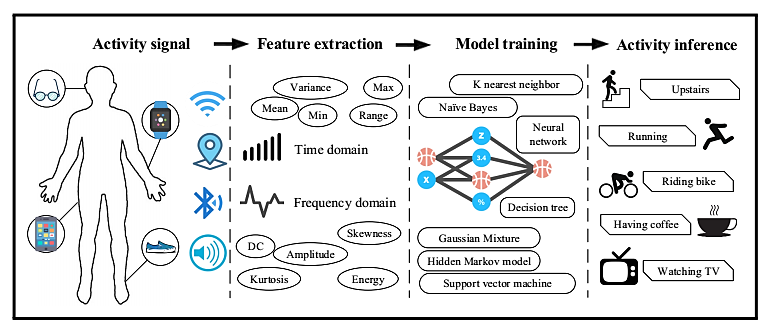 Activity signal
Feature extraction
Model training
Activity inference
Variance
Max
Mean
Min
Range
Time domain
Frequency domain
Skewness
DC
Amplitude
Kurtosis
Energy
K nearest neighbor
Naïve Bayes
Neural
network
Z
3.4
X
%
Decision tree
Gaussian Mixture
Hidden Markov model
Support vector machine
Upstairs
Running
Riding bike
Having coffee
Watching TV